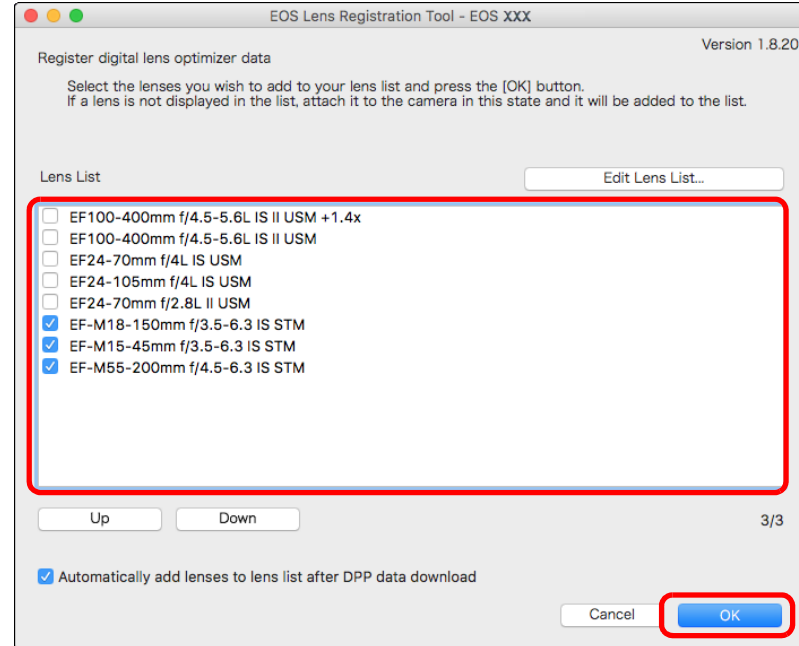 EOS Lens Registration Tool - EOS XXX
Version 1.8.20
Register digital lens optimizer data
Select the lenses you wish to add to your lens list and press the [OK] button.
If a lens is not displayed in the list, attach it to the camera in this state and it will be added to the list.
Lens List
Edit Lens List...
EF100-400mm f/4.5-5.6L IS II USM +1.4x
EF100-400mm f/4.5-5.6L IS II USM
EF24-70mm f/4L IS USM
EF24-105mm f/4L IS USM
EF24-70mm f/2.8L II USM
EF-M18-150mm f/3.5-6.3 IS STM
EF-M15-45mm f/3.5-6.3 IS STM
EF-M55-200mm f/4.5-6.3 IS STM
Up
Down
3/3
Automatically add lenses to lens list after DPP data download
Cancel
OK